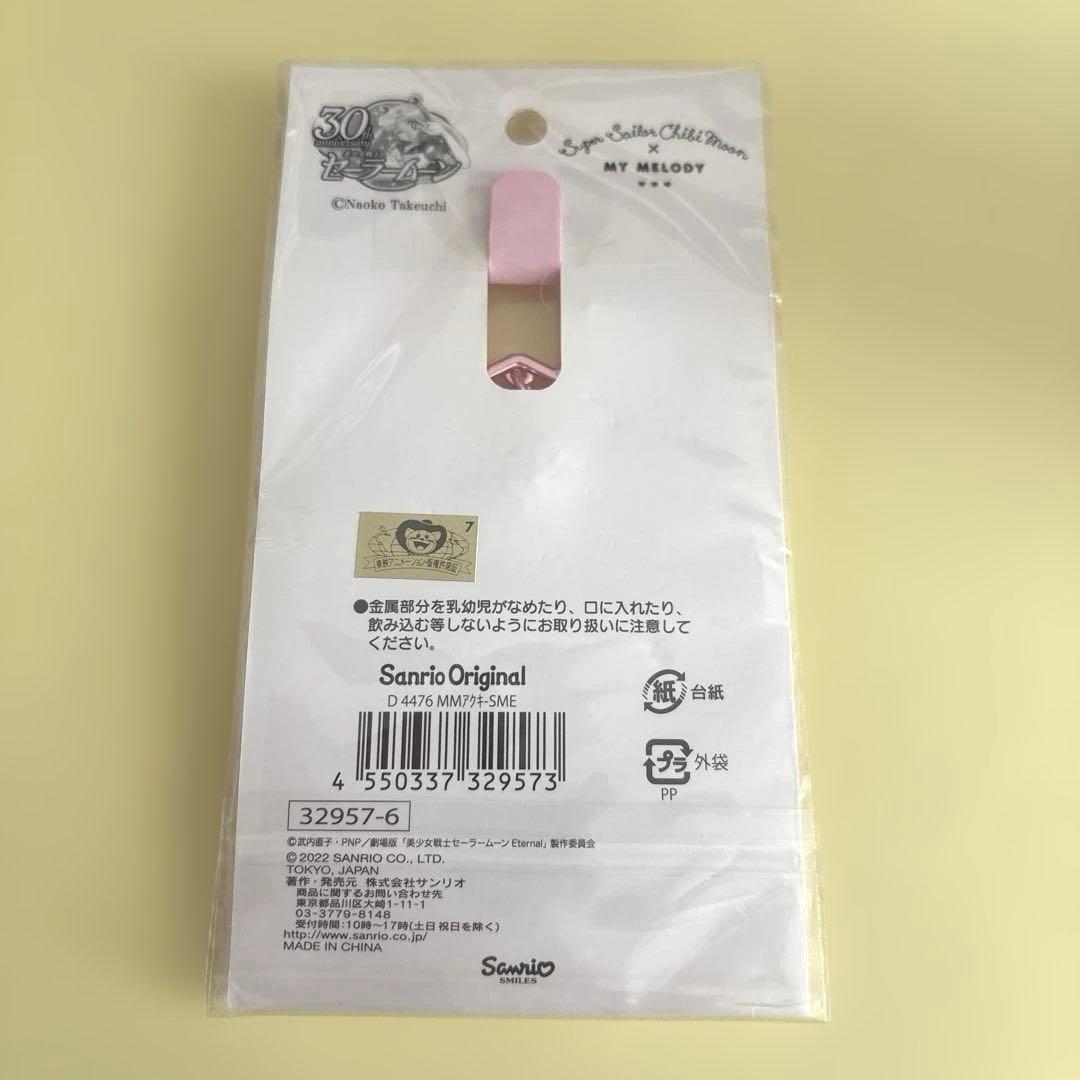 30th
anniversary
美少女戦士
セーラームーン
©Naoko Takeuchi
Super Sailor Chibi Moon
×
MY MELODY
7
東映アニメーション版権許諾証
●金属部分を乳幼児がなめたり、口に入れたり、
飲み込む等しないようにお取り扱いに注意して
ください。
Sanrio Original
D 4476 MMｱｸｷ-SME
4 550337 329573
32957-6
紙 台紙
プラ 外袋
PP
©武内直子・PNP／劇場版「美少女戦士セーラームーン Eternal」製作委員会
© 2022 SANRIO CO., LTD.
TOKYO, JAPAN
著作・発売元 株式会社サンリオ
商品に関するお問い合わせ先
東京都品川区大崎1-11-1
03-3779-8148
受付時間：10時～17時(土日祝日を除く)
http://www.sanrio.co.jp/
MADE IN CHINA
Sanrio
SMILES